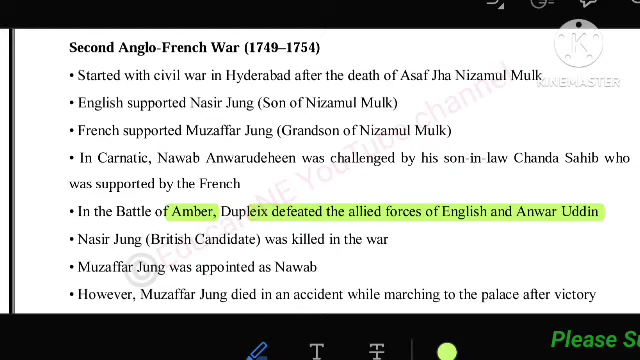 KINEMASTER
Second Anglo-French War (1749–1754)
• Started with civil war in Hyderabad after the death of Asaf Jha Nizamul Mulk
• English supported Nasir Jung (Son of Nizamul Mulk)
• French supported Muzaffar Jung (Grandson of Nizamul Mulk)
• In Carnatic, Nawab Anwarudeheen was challenged by his son-in-law Chanda Sahib who
was supported by the French
• In the Battle of Amber, Dupleix defeated the allied forces of English and Anwar Uddin
• Nasir Jung (British Candidate) was killed in the war
• Muzaffar Jung was appointed as Nawab
• However, Muzaffar Jung died in an accident while marching to the palace after victory
YouTube channel
Please Su